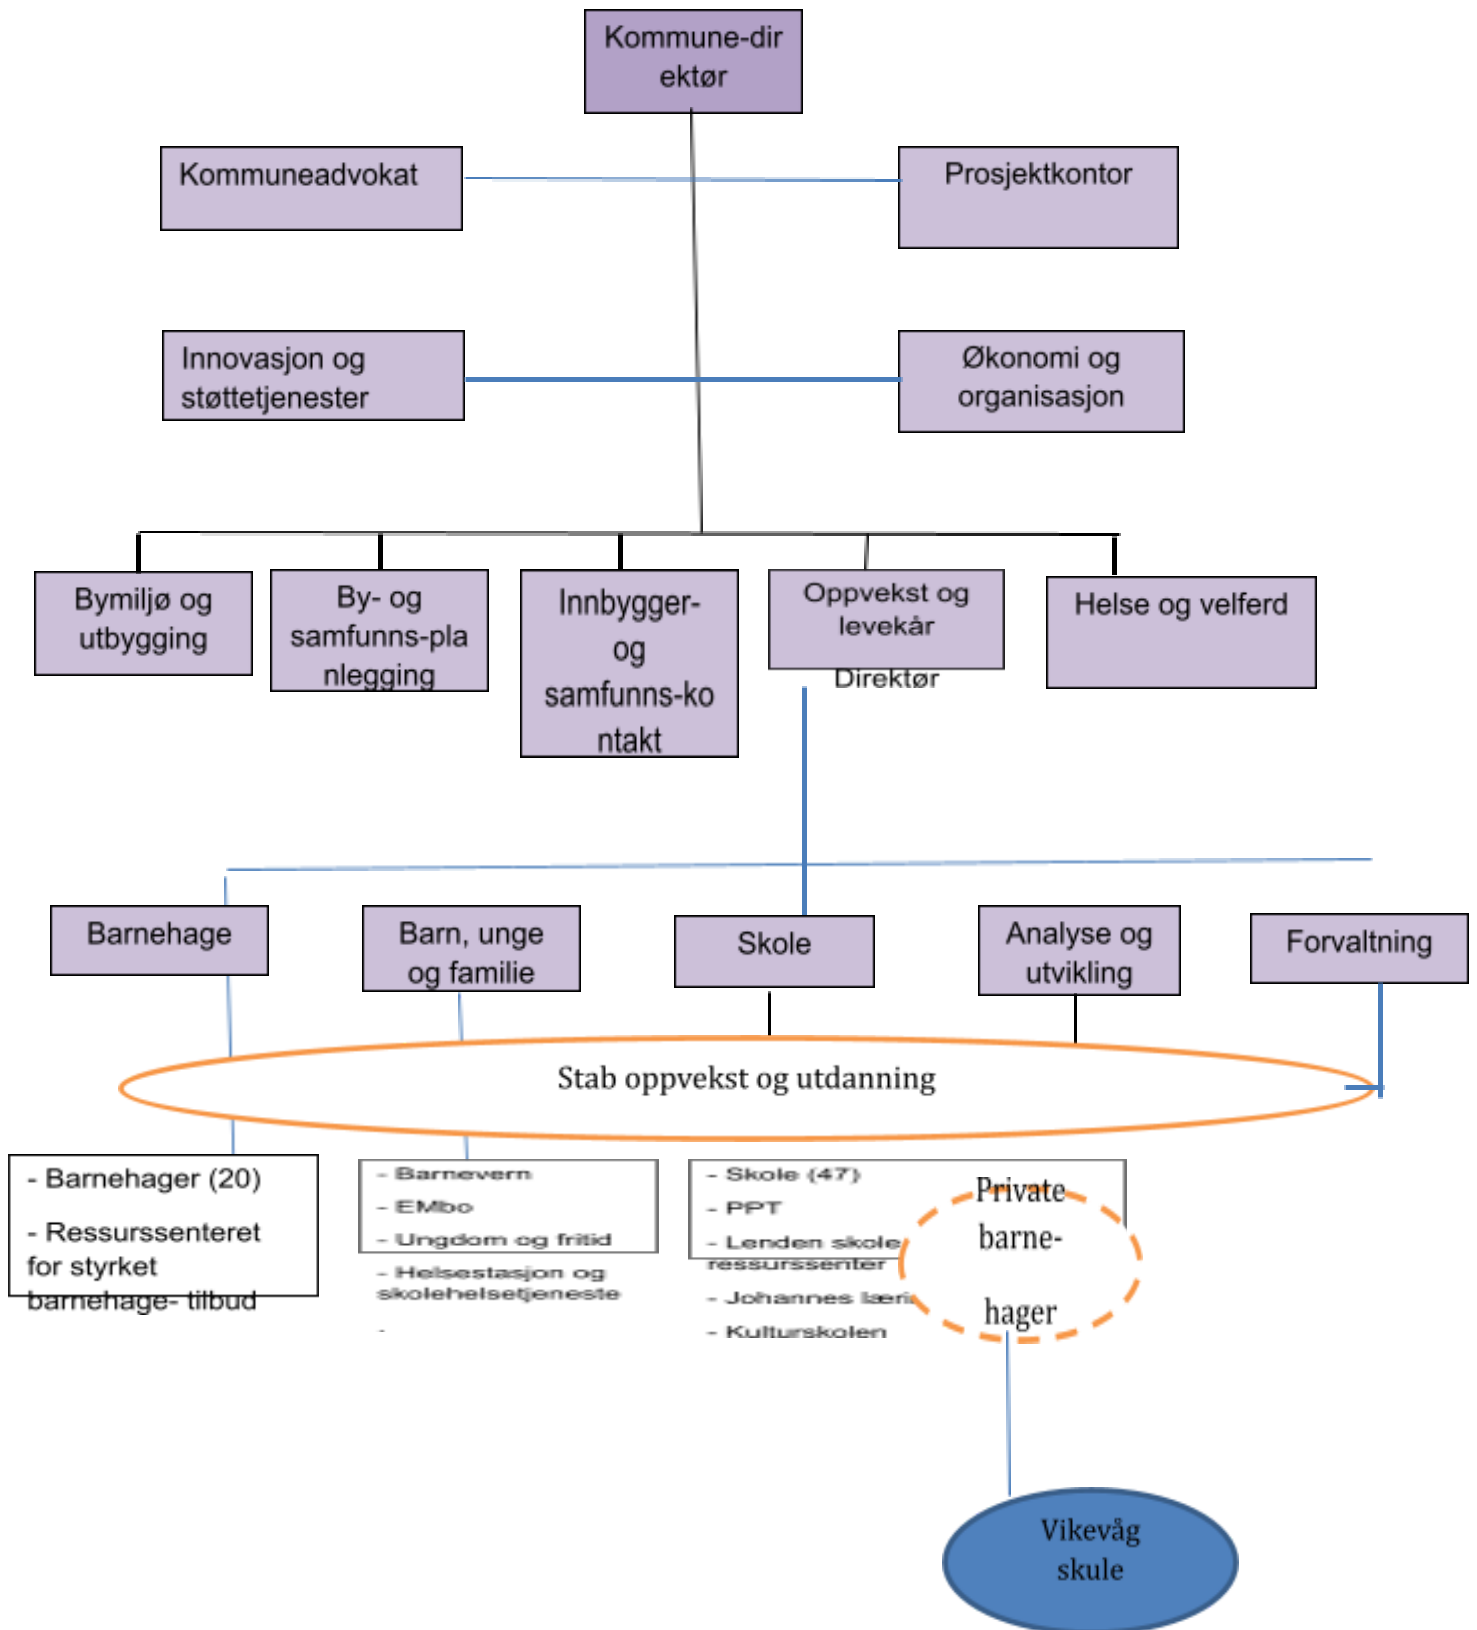 Kommune-dir
ektør
Kommuneadvokat
Prosjektkontor
Innovasjon og
støttetjenester
Økonomi og
organisasjon
Bymiljø og
utbygging
By- og
samfunns-pla
nlegging
Innbygger-
og
samfunns-ko
ntakt
Oppvekst og
levekår
Direktør
Helse og velferd
Barnehage
Barn, unge
og familie
Skole
Analyse og
utvikling
Forvaltning
Stab oppvekst og utdanning
- Barnehager (20)
- Ressurssenteret
for styrket
barnehage- tilbud
- Barnevern
- EMbo
- Ungdom og fritid
- Helsestasjon og
skolehelsetjeneste
-
- Skole (47)
- PPT
- Lenden skole
ressurssenter
- Johannes
- Kulturskolen
Private
barne-
hager
Vikevåg
skule